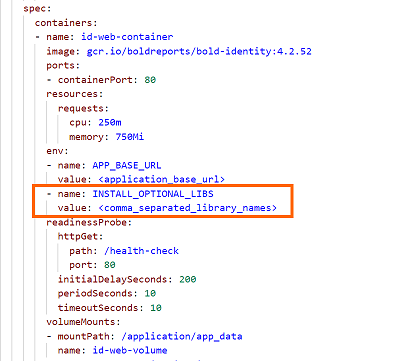 spec:
containers:
- name: id-web-container
image: gcr.io/boldreports/bold-identity:4.2.52
ports:
- containerPort: 80
resources:
requests:
cpu: 250m
memory: 750Mi
env:
- name: APP_BASE_URL
value: <application_base_url>
- name: INSTALL_OPTIONAL_LIBS
value: <comma_separated_library_names>
readinessProbe:
httpGet:
path: /health-check
port: 80
initialDelaySeconds: 200
periodSeconds: 10
timeoutSeconds: 10
volumeMounts:
- mountPath: /application/app_data
name: id-web-volume